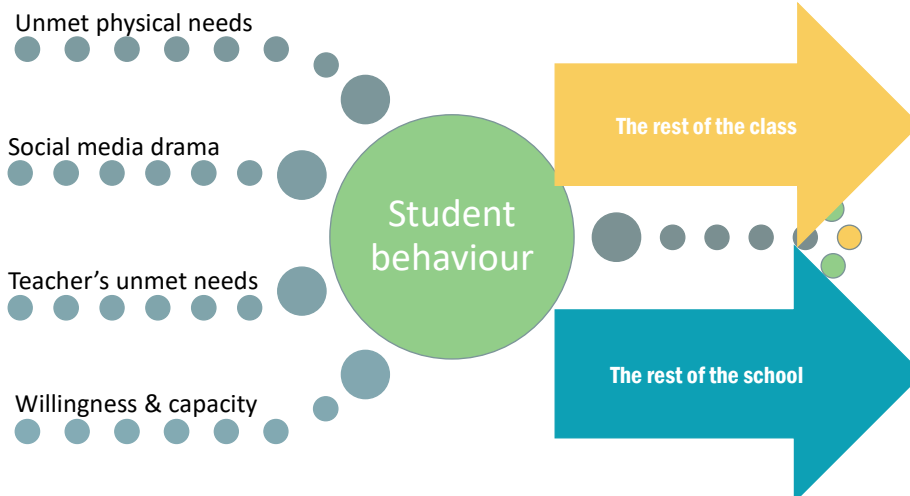 Unmet physical needs
Social media drama
Teacher’s unmet needs
Willingness & capacity
Student
behaviour
The rest of the class
The rest of the school